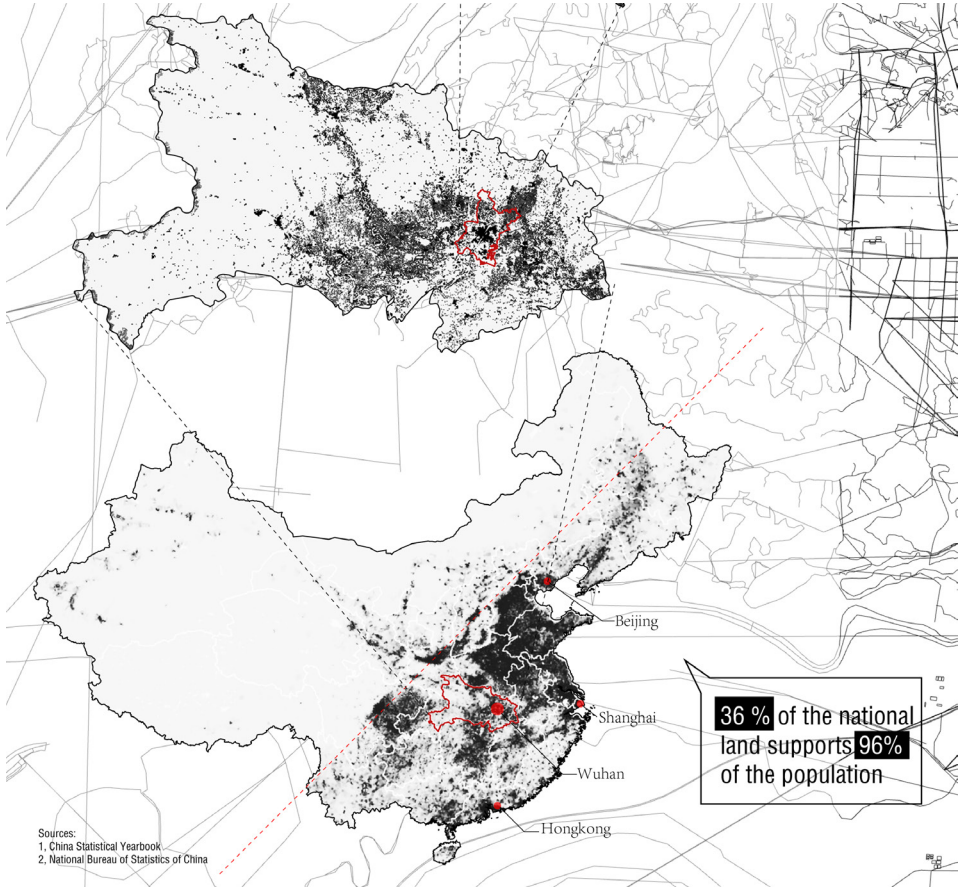 Beijing
Shanghai
Wuhan
Hongkong
36 % of the national
land supports 96%
of the population
Sources:
1, China Statistical Yearbook
2, National Bureau of Statistics of China